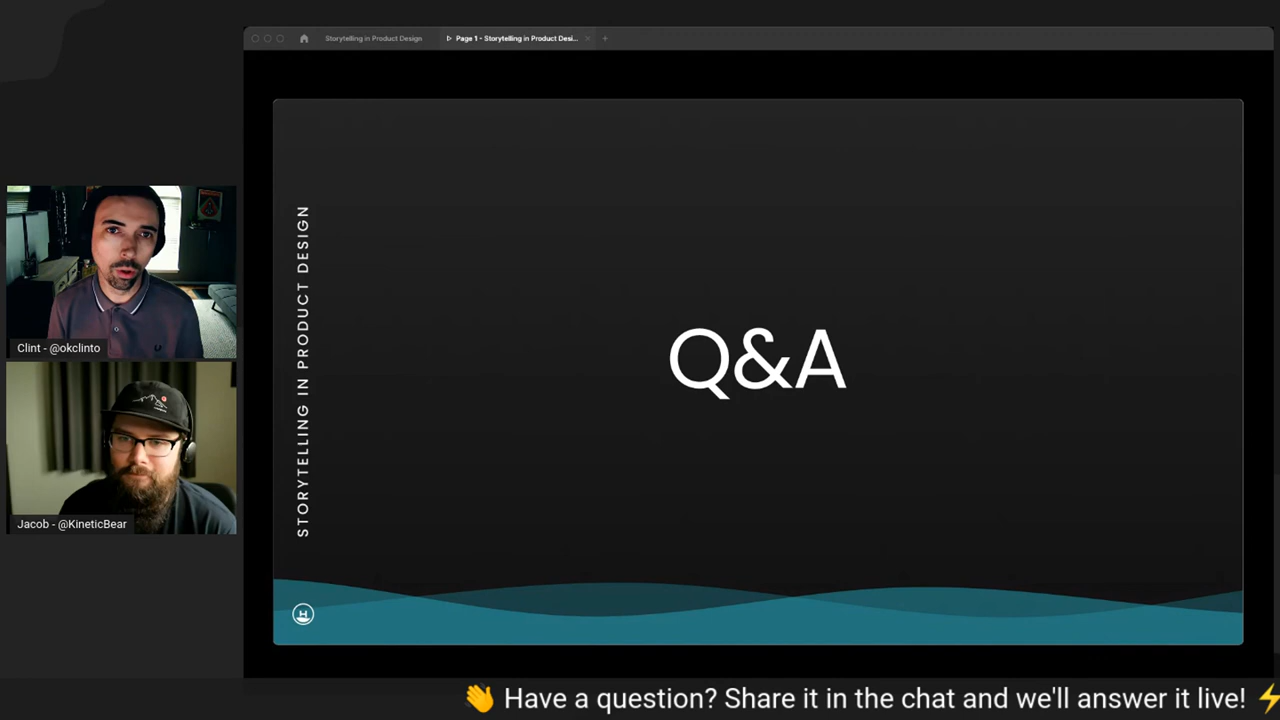 Storytelling in Product Design
Page 1 - Storytelling in Product Desi...
STORYTELLING IN PRODUCT DESIGN
Q&A
Clint - @okclinto
Jacob - @KineticBear
H
👋 Have a question? Share it in the chat and we'll answer it live! ⚡